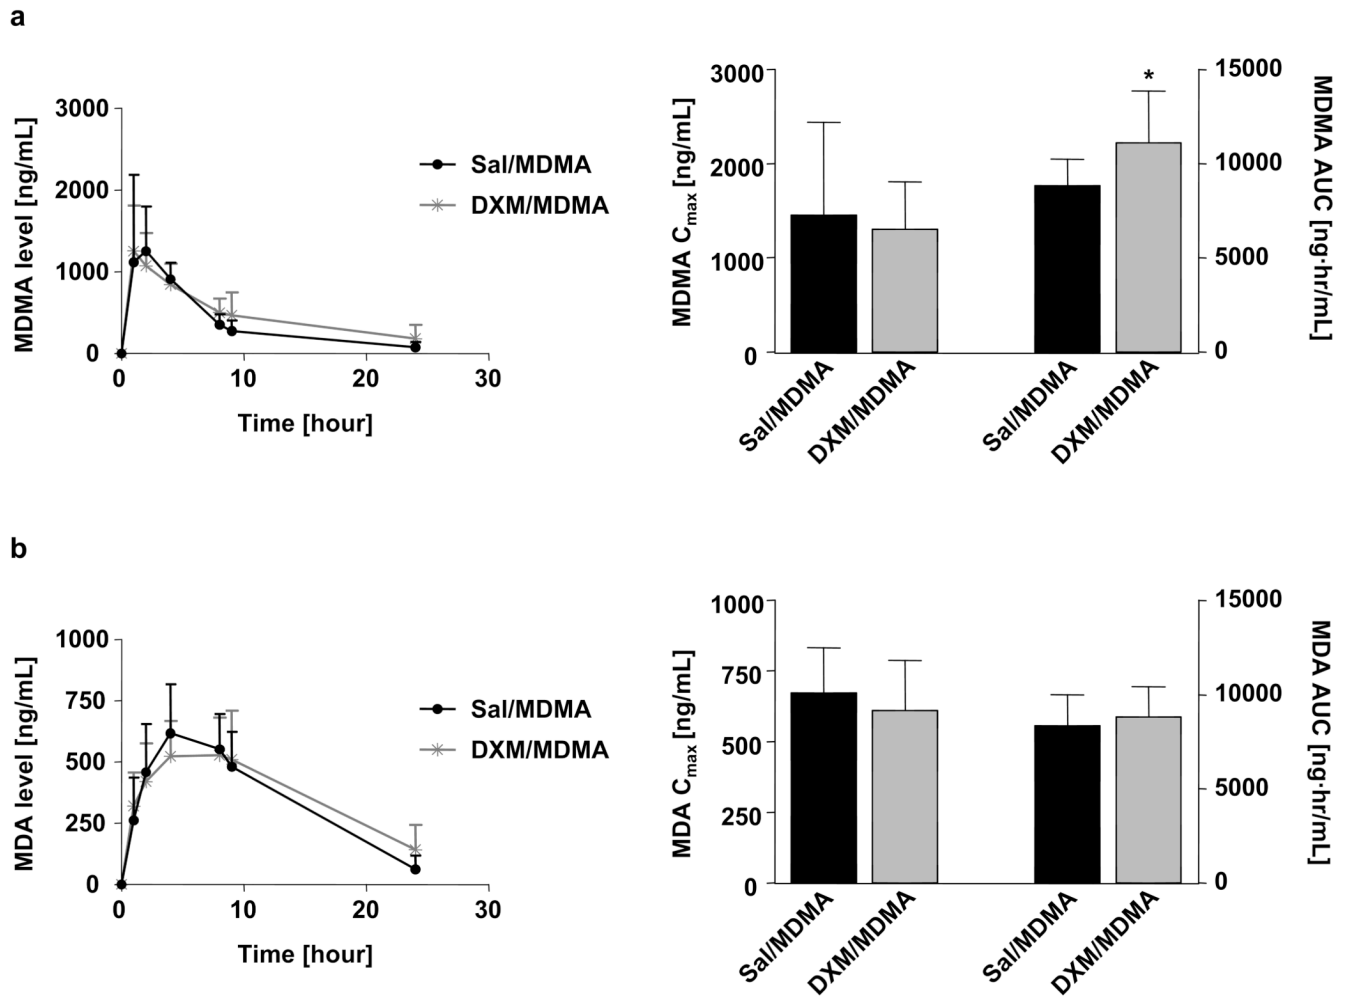 a
3000
2000
1000
0
0
10
20
30
MDMA level [ng/mL]
Time [hour]
Sal/MDMA
DXM/MDMA
3000
2000
1000
0
MDMA Cmax [ng/mL]
*
15000
10000
5000
0
MDMA AUC [ng·hr/mL]
Sal/MDMA
DXM/MDMA
Sal/MDMA
DXM/MDMA
b
1000
750
500
250
0
0
10
20
30
MDA level [ng/mL]
Time [hour]
Sal/MDMA
DXM/MDMA
1000
750
500
250
0
MDA Cmax [ng/mL]
15000
10000
5000
0
MDA AUC [ng·hr/mL]
Sal/MDMA
DXM/MDMA
Sal/MDMA
DXM/MDMA